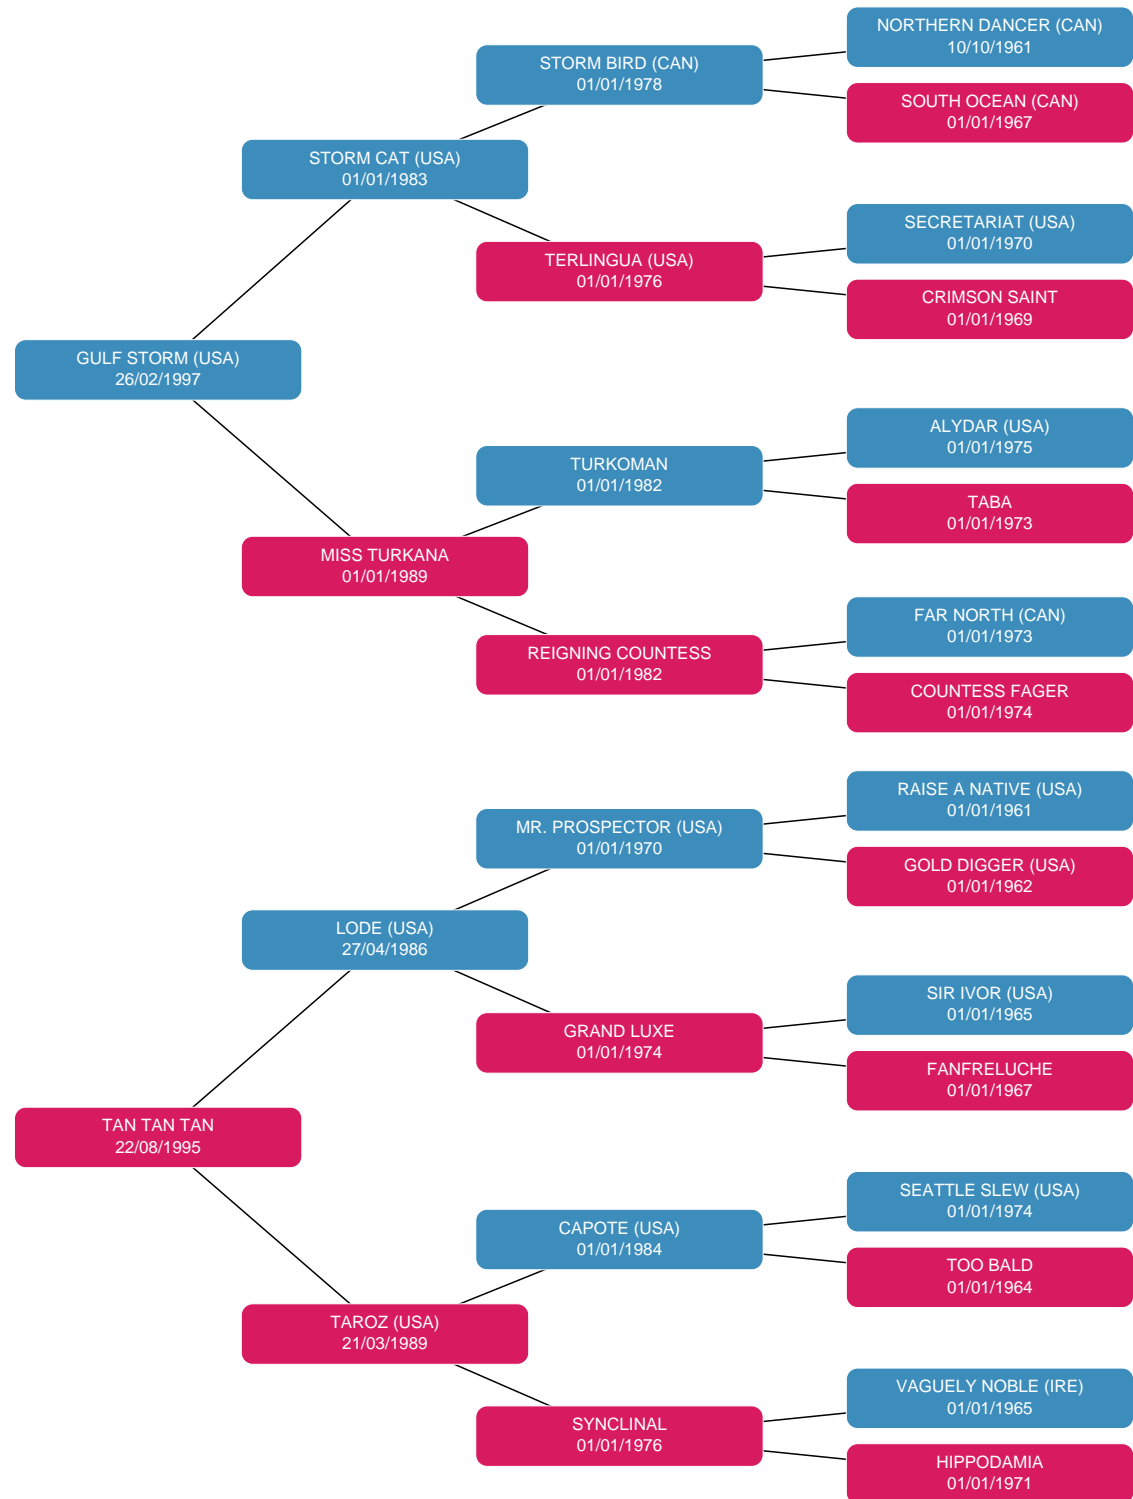 NORTHERN DANCER (CAN)
10/10/1961
STORM BIRD (CAN)
01/01/1978
SOUTH OCEAN (CAN)
01/01/1967
STORM CAT (USA)
01/01/1983
SECRETARIAT (USA)
01/01/1970
TERLINGUA (USA)
01/01/1976
CRIMSON SAINT
01/01/1969
GULF STORM (USA)
26/02/1997
ALYDAR (USA)
01/01/1975
TURKOMAN
01/01/1982
TABA
01/01/1973
MISS TURKANA
01/01/1989
FAR NORTH (CAN)
01/01/1973
REIGNING COUNTESS
01/01/1982
COUNTESS FAGER
01/01/1974
RAISE A NATIVE (USA)
01/01/1961
MR. PROSPECTOR (USA)
01/01/1970
GOLD DIGGER (USA)
01/01/1962
LODE (USA)
27/04/1986
SIR IVOR (USA)
01/01/1965
GRAND LUXE
01/01/1974
FANFRELUCHE
01/01/1967
TAN TAN TAN
22/08/1995
SEATTLE SLEW (USA)
01/01/1974
CAPOTE (USA)
01/01/1984
TOO BALD
01/01/1964
TAROZ (USA)
21/03/1989
VAGUELY NOBLE (IRE)
01/01/1965
SYNCLINAL
01/01/1976
HIPPODAMIA
01/01/1971